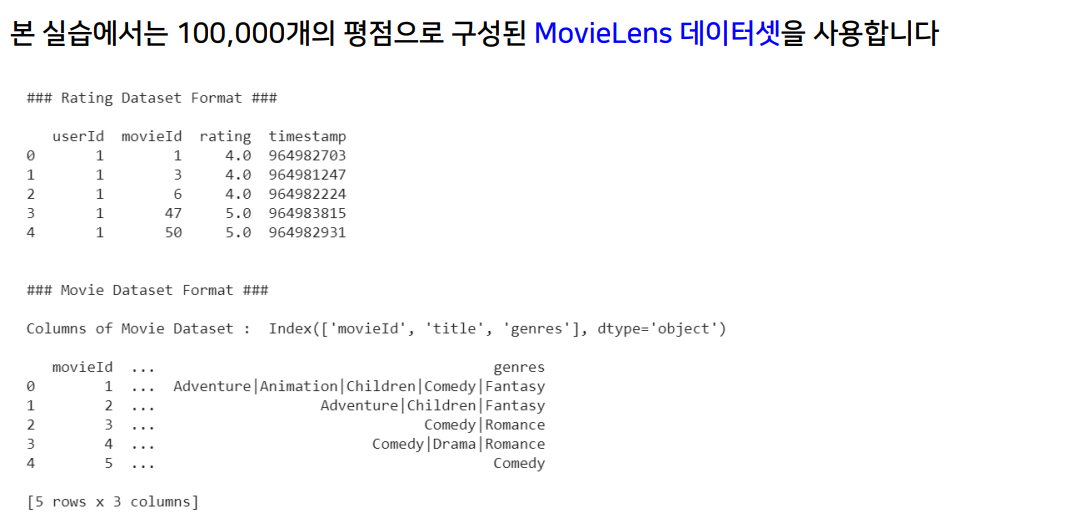 본 실습에서는 100,000개의 평점으로 구성된 MovieLens 데이터셋을 사용합니다
### Rating Dataset Format ###
userId movieId rating timestamp
0 1 1 4.0 964982703
1 1 3 4.0 964981247
2 1 6 4.0 964982224
3 1 47 5.0 964983815
4 1 50 5.0 964982931
### Movie Dataset Format ###
Columns of Movie Dataset : Index(['movieId', 'title', 'genres'], dtype='object')
movieId ... genres
0 1 ... Adventure|Animation|Children|Comedy|Fantasy
1 2 ... Adventure|Children|Fantasy
2 3 ... Comedy|Romance
3 4 ... Comedy|Drama|Romance
4 5 ... Comedy
[5 rows x 3 columns]